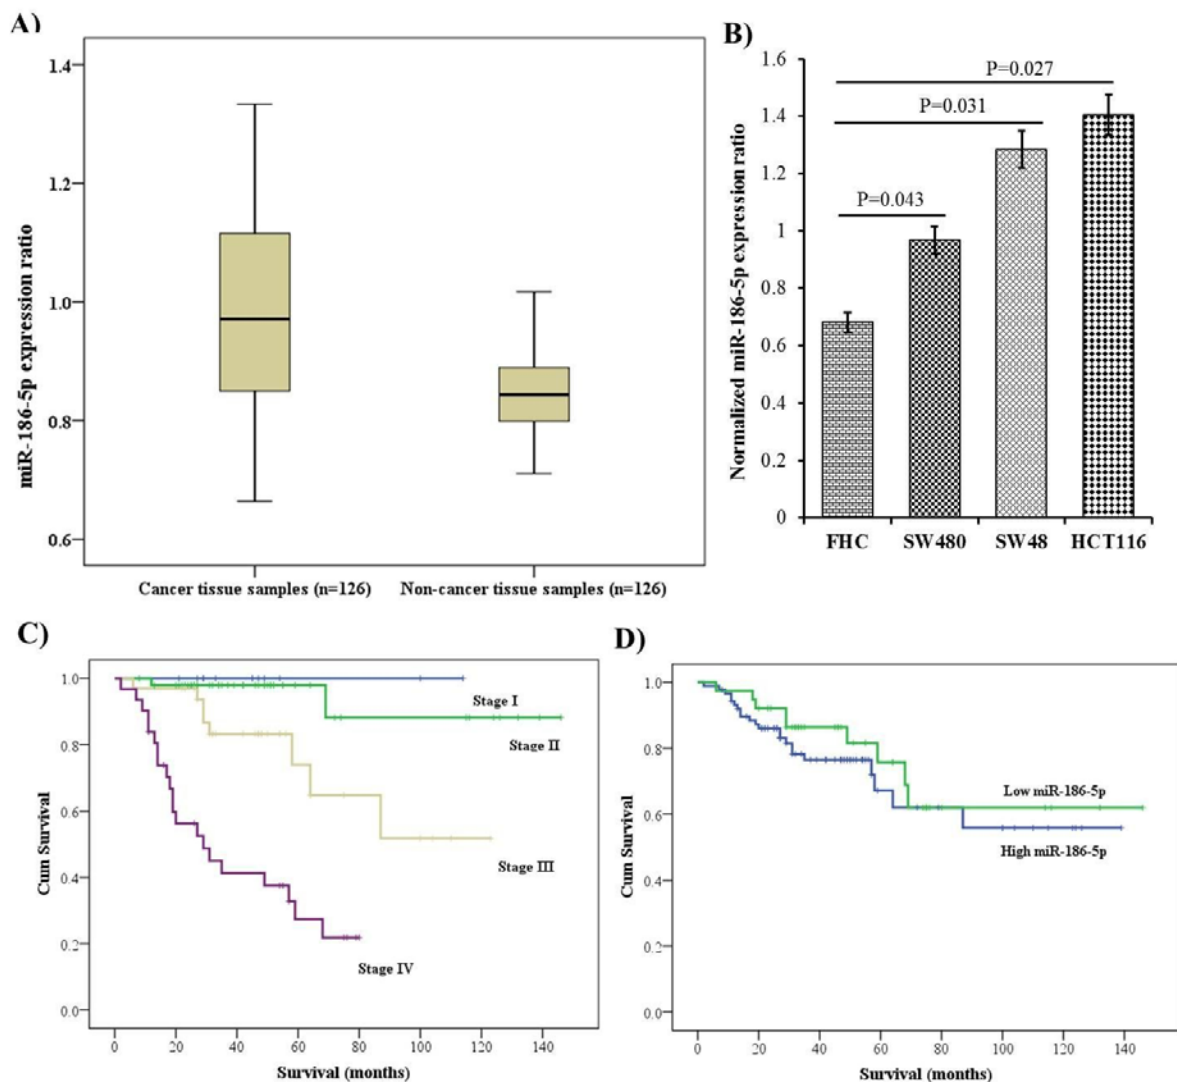 A)
miR-186-5p expression ratio
1.4
1.2
1.0
0.8
0.6
Cancer tissue samples (n=126)
Non-cancer tissue samples (n=126)
B)
Normalized miR-186-5p expression ratio
1.6
1.4
1.2
1
0.8
0.6
0.4
0.2
0
P=0.027
P=0.031
P=0.043
FHC
SW480
SW48
HCT116
C)
Cum Survival
1.0
0.8
0.6
0.4
0.2
0.0
Stage I
Stage II
Stage III
Stage IV
0 20 40 60 80 100 120 140
Survival (months)
D)
Cum Survival
1.0
0.8
0.6
0.4
0.2
0.0
Low miR-186-5p
High miR-186-5p
0 20 40 60 80 100 120 140
Survival (months)